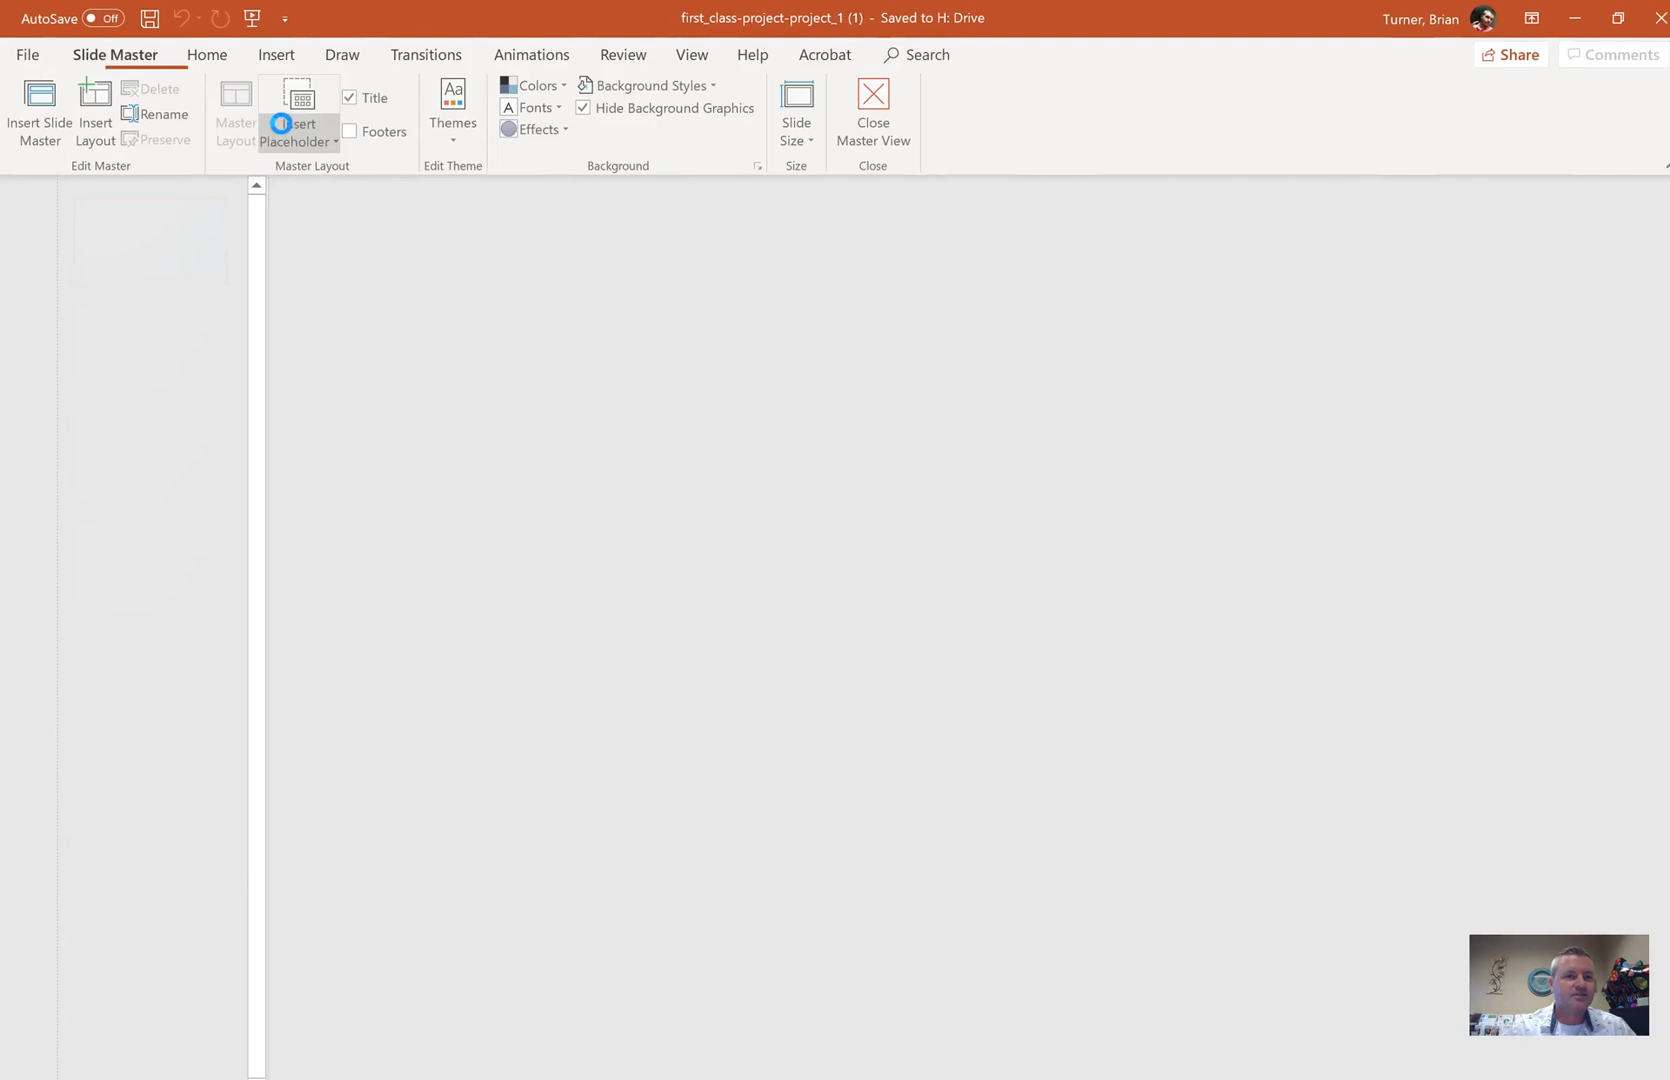 AutoSave Off
first_class-project-project_1 (1) - Saved to H: Drive
Turner, Brian
File Slide Master Home Insert Draw Transitions Animations Review View Help Acrobat Search
Share Comments
Insert Slide Master
Insert Layout
Delete
Rename
Preserve
Edit Master
Master Layout
Insert Placeholder
Title
Footers
Master Layout
Aa
Themes
Edit Theme
Colors
A Fonts
Effects
Background Styles
Hide Background Graphics
Background
Slide Size
Size
Close Master View
Close